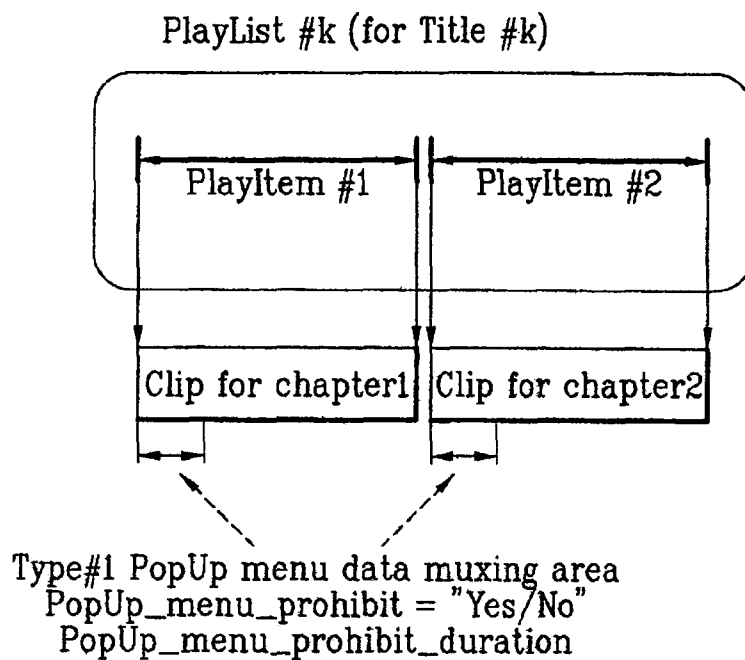 PlayList #k (for Title #k)
PlayItem #1
PlayItem #2
Clip for chapter1
Clip for chapter2
Type#1 PopUp menu data muxing area
PopUp_menu_prohibit = "Yes/No"
PopUp_menu_prohibit_duration